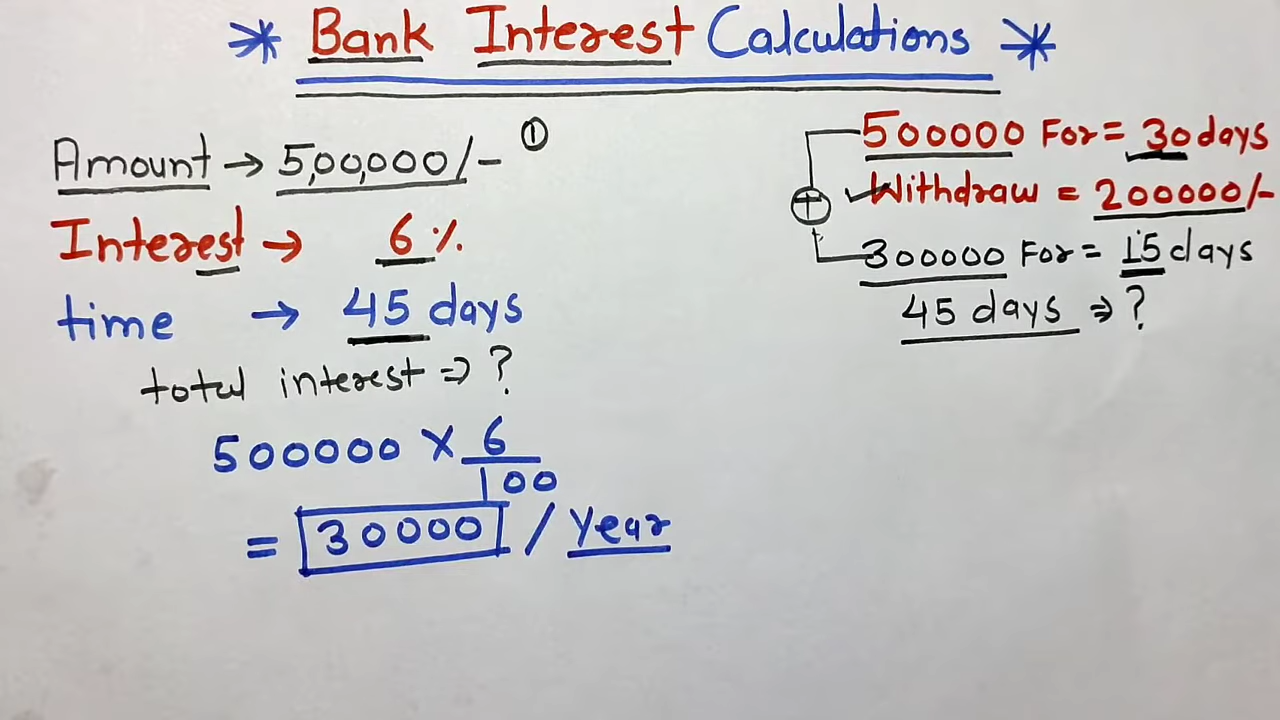 * Bank Interest Calculations *
Amount → 5,00,000/- ①
Interest → 6 %
time → 45 days
total interest ⇒ ?
500000 × 6/100
= 30000 / Year
500000 For = 30 days
✓ Withdraw = 200000/-
+
300000 For = 15 days
45 days ⇒ ?